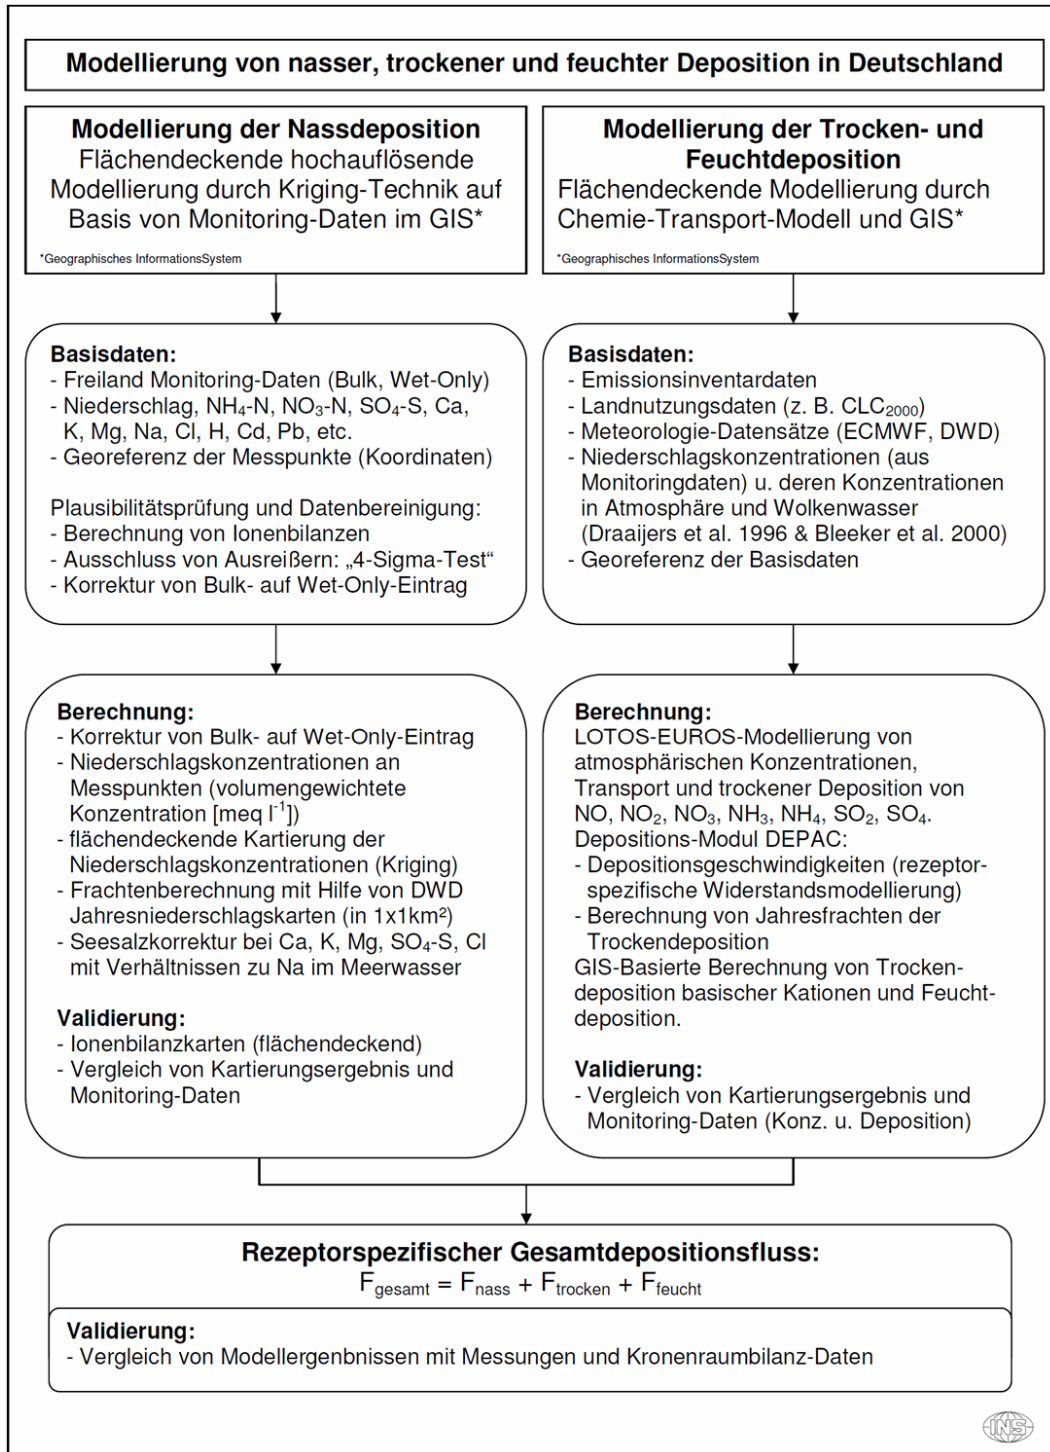 Modellierung von nasser, trockener und feuchter Deposition in Deutschland
Modellierung der Nassdeposition
Flächendeckende hochauflösende
Modellierung durch Kriging-Technik auf
Basis von Monitoring-Daten im GIS*
*Geographisches InformationsSystem
Modellierung der Trocken- und
Feuchtdeposition
Flächendeckende Modellierung durch
Chemie-Transport-Modell und GIS*
*Geographisches InformationsSystem
Basisdaten:
- Freiland Monitoring-Daten (Bulk, Wet-Only)
- Niederschlag, NH₄-N, NO₃-N, SO₄-S, Ca,
K, Mg, Na, Cl, H, Cd, Pb, etc.
- Georeferenz der Messpunkte (Koordinaten)
Plausibilitätsprüfung und Datenbereinigung:
- Berechnung von Ionenbilanzen
- Ausschluss von Ausreißern: „4-Sigma-Test“
- Korrektur von Bulk- auf Wet-Only-Eintrag
Basisdaten:
- Emissionsinventardaten
- Landnutzungsdaten (z. B. CLC₂₀₀₀)
- Meteorologie-Datensätze (ECMWF, DWD)
- Niederschlagskonzentrationen (aus
Monitoringdaten) u. deren Konzentrationen
in Atmosphäre und Wolkenwasser
(Draaijers et al. 1996 & Bleeker et al. 2000)
- Georeferenz der Basisdaten
Berechnung:
- Korrektur von Bulk- auf Wet-Only-Eintrag
- Niederschlagskonzentrationen an
Messpunkten (volumengewichtete
Konzentration [meq l⁻¹])
- flächendeckende Kartierung der
Niederschlagskonzentrationen (Kriging)
- Frachtenberechnung mit Hilfe von DWD
Jahresniederschlagskarten (in 1x1km²)
- Seesalzkorrektur bei Ca, K, Mg, SO₄-S, Cl
mit Verhältnissen zu Na im Meerwasser
Validierung:
- Ionenbilanzkarten (flächendeckend)
- Vergleich von Kartierungsergebnis und
Monitoring-Daten
Berechnung:
LOTOS-EUROS-Modellierung von
atmosphärischen Konzentrationen,
Transport und trockener Deposition von
NO, NO₂, NO₃, NH₃, NH₄, SO₂, SO₄.
Depositions-Modul DEPAC:
- Depositionsgeschwindigkeiten (rezeptor-
spezifische Widerstandsmodellierung)
- Berechnung von Jahresfrachten der
Trockendeposition
GIS-Basierte Berechnung von Trocken-
deposition basischer Kationen und Feucht-
deposition.
Validierung:
- Vergleich von Kartierungsergebnis und
Monitoring-Daten (Konz. u. Deposition)
Rezeptorspezifischer Gesamtdepositionsfluss:
F_gesamt = F_nass + F_trocken + F_feucht
Validierung:
- Vergleich von Modellergenbnissen mit Messungen und Kronenraumbilanz-Daten
INS